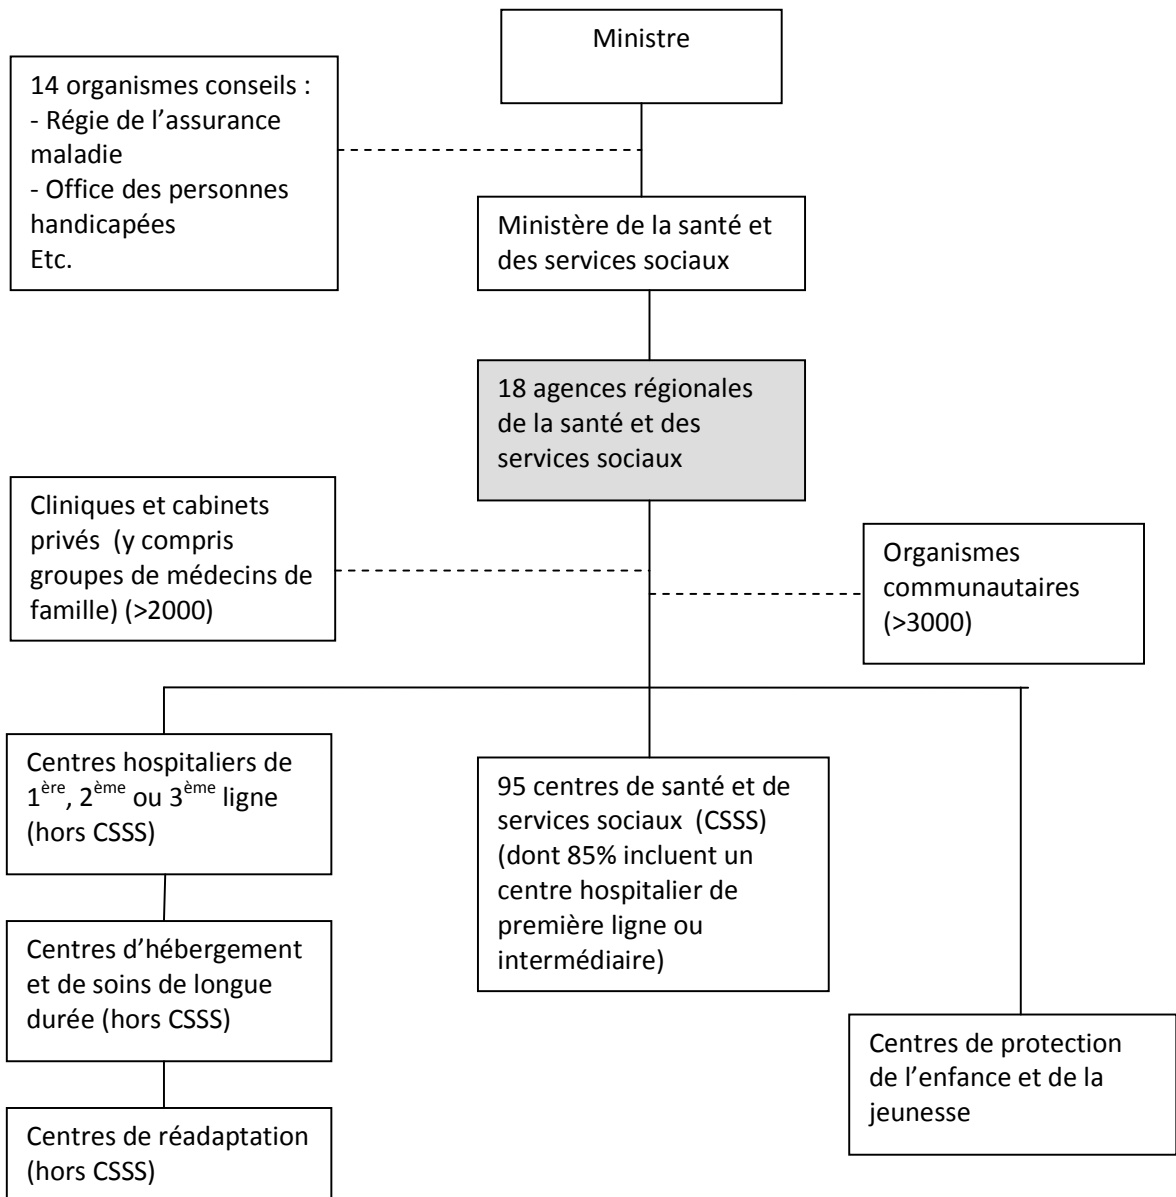 Ministre
14 organismes conseils :
- Régie de l’assurance
maladie
- Office des personnes
handicapées
Etc.
Ministère de la santé et
des services sociaux
18 agences régionales
de la santé et des
services sociaux
Cliniques et cabinets
privés (y compris
groupes de médecins de
famille) (>2000)
Organismes
communautaires
(>3000)
Centres hospitaliers de
1ère, 2ème ou 3ème ligne
(hors CSSS)
95 centres de santé et de
services sociaux (CSSS)
(dont 85% incluent un
centre hospitalier de
première ligne ou
intermédiaire)
Centres d’hébergement
et de soins de longue
durée (hors CSSS)
Centres de protection
de l’enfance et de la
jeunesse
Centres de réadaptation
(hors CSSS)